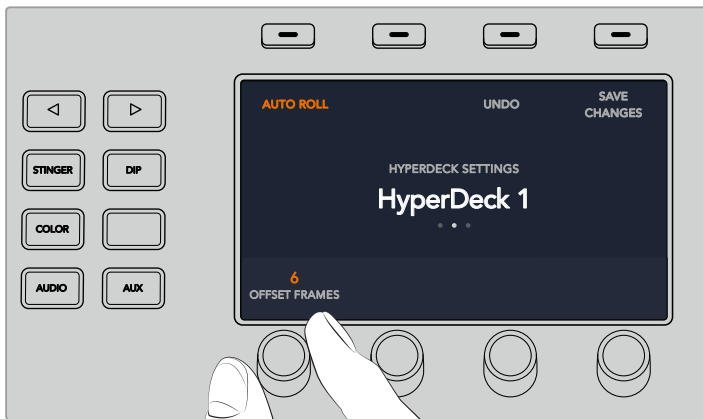 AUTO ROLL
UNDO
SAVE
CHANGES
STINGER
DIP
HYPERDECK SETTINGS
HyperDeck 1
COLOR
6
OFFSET FRAMES
AUDIO
AUX